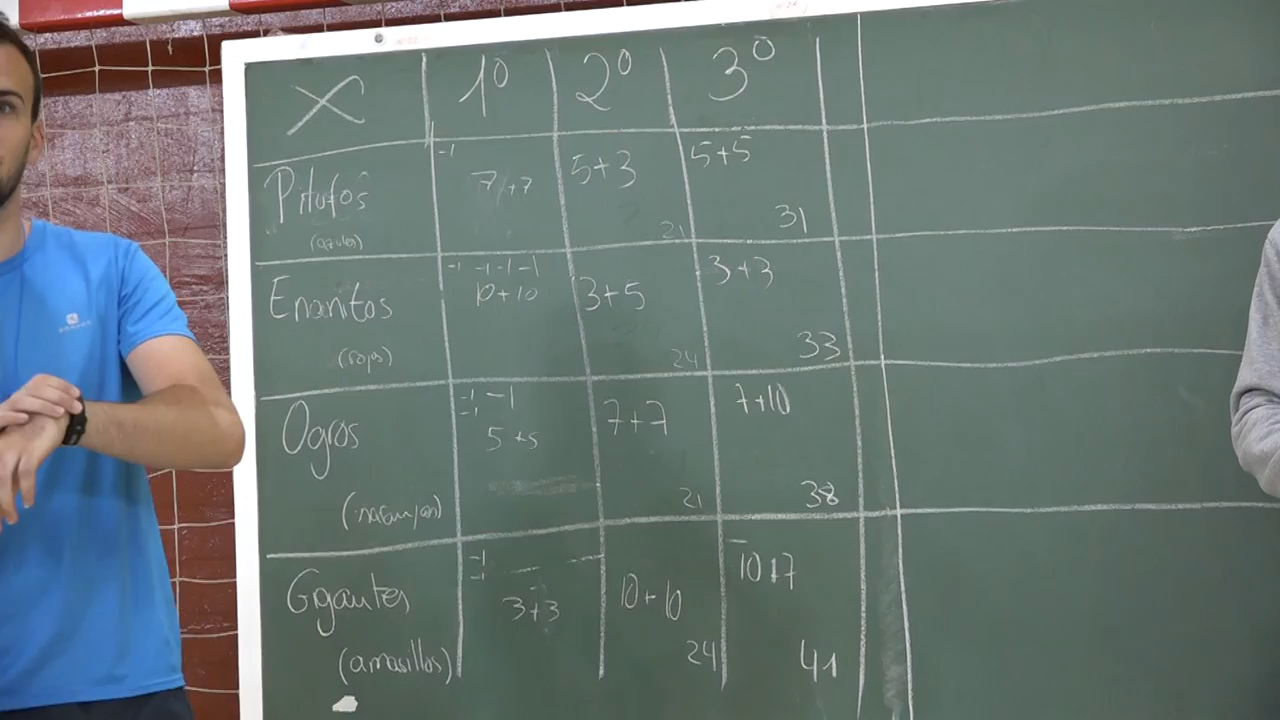 X 1º 2º 3º
Pitufos -1 7+7 5+3 5+5
(azules) 21 31
Enanitos -1 -1-1-1 10+10 3+5 3+3
(rojos) 24 33
Ogros -1 -1 -1 5+5 7+7 7+10
(naranjas) 21 38
Gigantes -1 3+3 10+10 10+7
(amarillos) 24 41